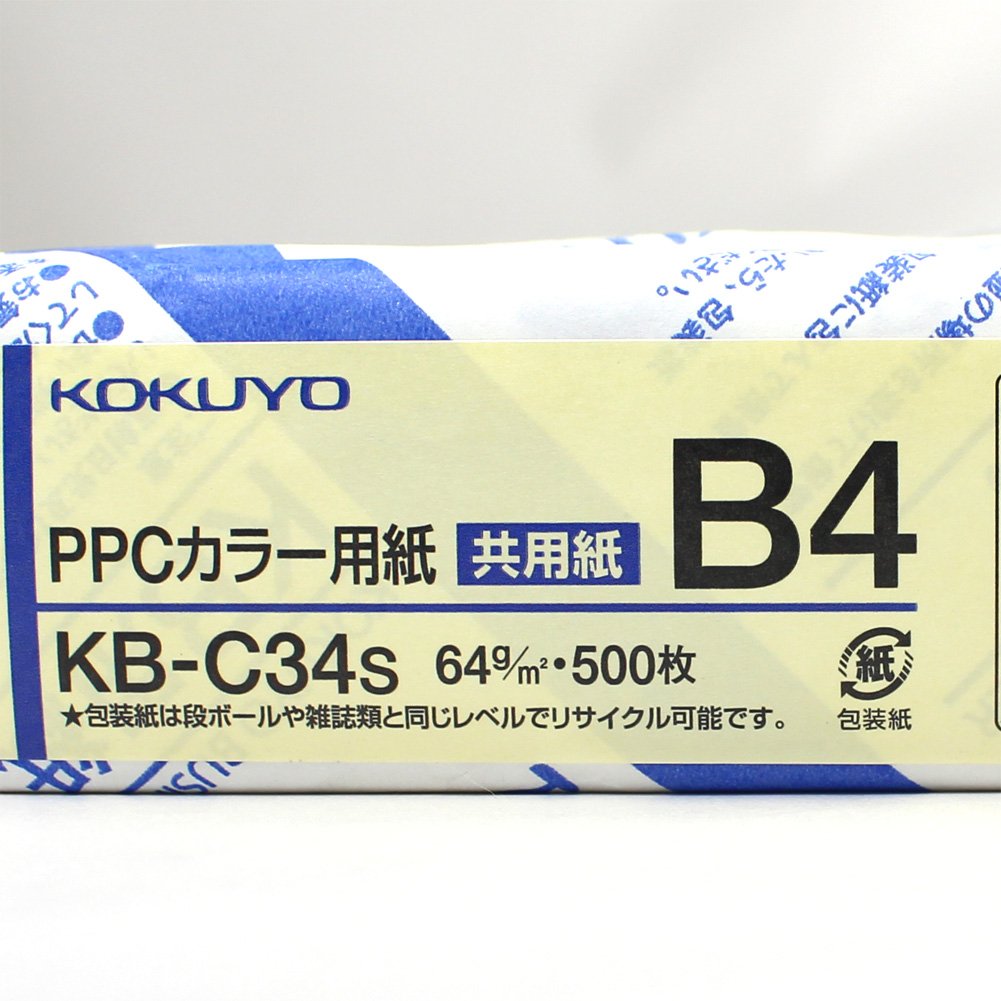 KOKUYO
PPCカラー用紙 共用紙 B4
KB-C34s 64g/m²・500枚
紙
★包装紙は段ボールや雑誌類と同じレベルでリサイクル可能です。 包装紙